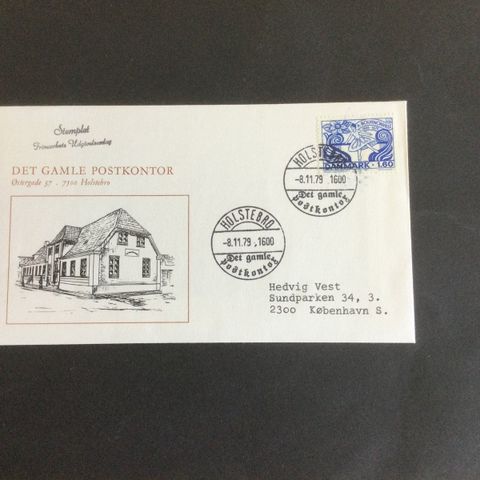 Stemplet
Frimærkets Udgivelsesdag
DET GAMLE POSTKONTOR
Østergade 57 · 7500 Holstebro
DANMARK 1.60
HOLSTEBRO
-8.11.79 1600
Det gamle
postkontor
HOLSTEBRO
-8.11.79 1600
Det gamle
postkontor
Hedvig Vest
Sundparken 34, 3.
2300 København S.